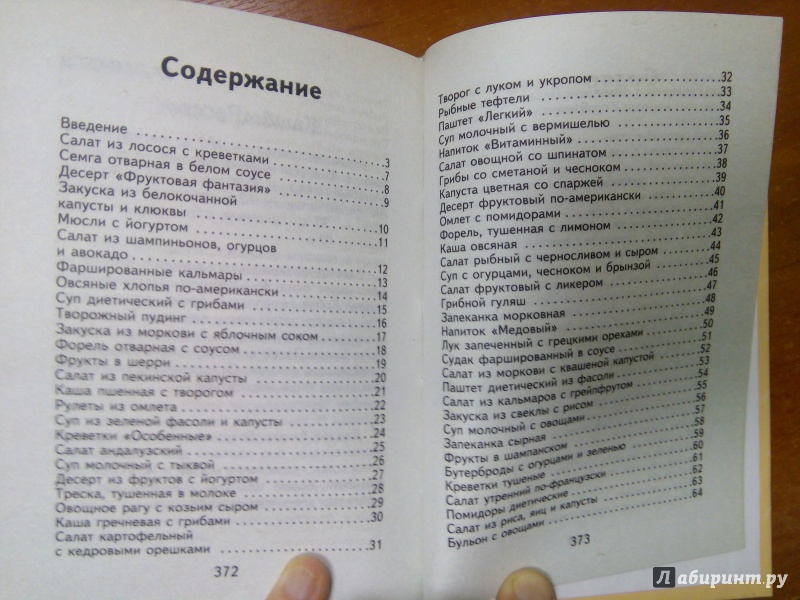 Содержание
Введение ..... 3
Салат из лосося с креветками ..... 7
Семга отварная в белом соусе ..... 8
Десерт «Фруктовая фантазия» ..... 9
Закуска из белокочанной
капусты и клюквы ..... 10
Мюсли с йогуртом ..... 11
Салат из шампиньонов, огурцов
и авокадо ..... 12
Фаршированные кальмары ..... 13
Овсяные хлопья по-американски ..... 14
Суп диетический с грибами ..... 15
Творожный пудинг ..... 16
Закуска из моркови с яблочным соком ..... 17
Форель отварная с соусом ..... 18
Фрукты в шерри ..... 19
Салат из пекинской капусты ..... 20
Каша пшенная с творогом ..... 21
Рулеты из омлета ..... 22
Суп из зеленой фасоли и капусты ..... 23
Креветки «Особенные» ..... 24
Салат андалузский ..... 25
Суп молочный с тыквой ..... 26
Десерт из фруктов с йогуртом ..... 27
Треска, тушенная в молоке ..... 28
Овощное рагу с козьим сыром ..... 29
Каша гречневая с грибами ..... 30
Салат картофельный
с кедровыми орешками ..... 31
372
Творог с луком и укропом ..... 32
Рыбные тефтели ..... 33
Паштет «Легкий» ..... 34
Суп молочный с вермишелью ..... 35
Напиток «Витаминный» ..... 36
Салат овощной со шпинатом ..... 37
Грибы со сметаной и чесноком ..... 38
Капуста цветная со спаржей ..... 39
Десерт фруктовый по-американски ..... 40
Омлет с помидорами ..... 41
Форель, тушенная с лимоном ..... 42
Каша овсяная ..... 43
Салат рыбный с черносливом и сыром ..... 44
Суп с огурцами, чесноком и брынзой ..... 45
Салат фруктовый с ликером ..... 46
Грибной гуляш ..... 47
Запеканка морковная ..... 48
Напиток «Медовый» ..... 49
Лук запеченный с грецкими орехами ..... 50
Судак фаршированный в соусе ..... 51
Салат из моркови с квашеной капустой ..... 52
Паштет диетический из фасоли ..... 53
Салат из кальмаров с грейпфрутом ..... 54
Закуска из свеклы с рисом ..... 55
Суп молочный с овощами ..... 56
Запеканка сырная ..... 57
Фрукты в шампанском ..... 58
Бутерброды с огурцами и зеленью ..... 59
Креветки тушеные ..... 60
Салат утренний по-французски ..... 61
Помидоры диетические ..... 62
Салат из риса, яиц и капусты ..... 63
Бульон с овощами ..... 64
373
Лабиринт.ру